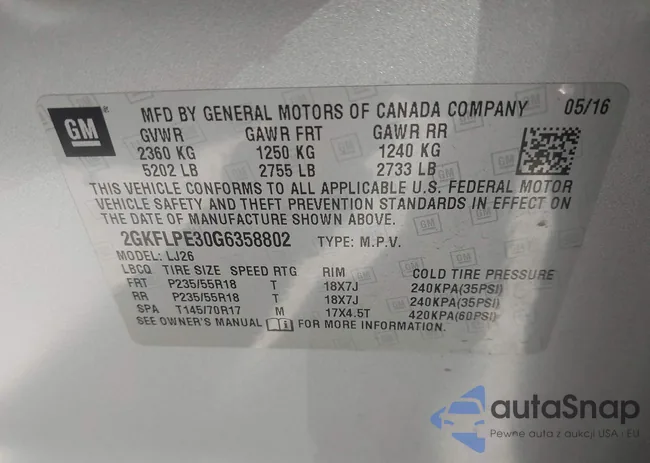 GM
MFD BY GENERAL MOTORS OF CANADA COMPANY 05/16
GVWR GAWR FRT GAWR RR
2360 KG 1250 KG 1240 KG
5202 LB 2755 LB 2733 LB
THIS VEHICLE CONFORMS TO ALL APPLICABLE U.S. FEDERAL MOTOR
VEHICLE SAFETY AND THEFT PREVENTION STANDARDS IN EFFECT ON
THE DATE OF MANUFACTURE SHOWN ABOVE.
2GKFLPE30G6358802 TYPE: M.P.V.
MODEL: LJ26
LBCQ TIRE SIZE SPEED RTG RIM COLD TIRE PRESSURE
FRT P235/55R18 T 18X7J 240KPA(35PSI)
RR P235/55R18 T 18X7J 240KPA(35PSI)
SPA T145/70R17 M 17X4.5T 420KPA(60PSI)
SEE OWNER'S MANUAL FOR MORE INFORMATION.
autaSnap
Pewne auta z aukcji USA i EU